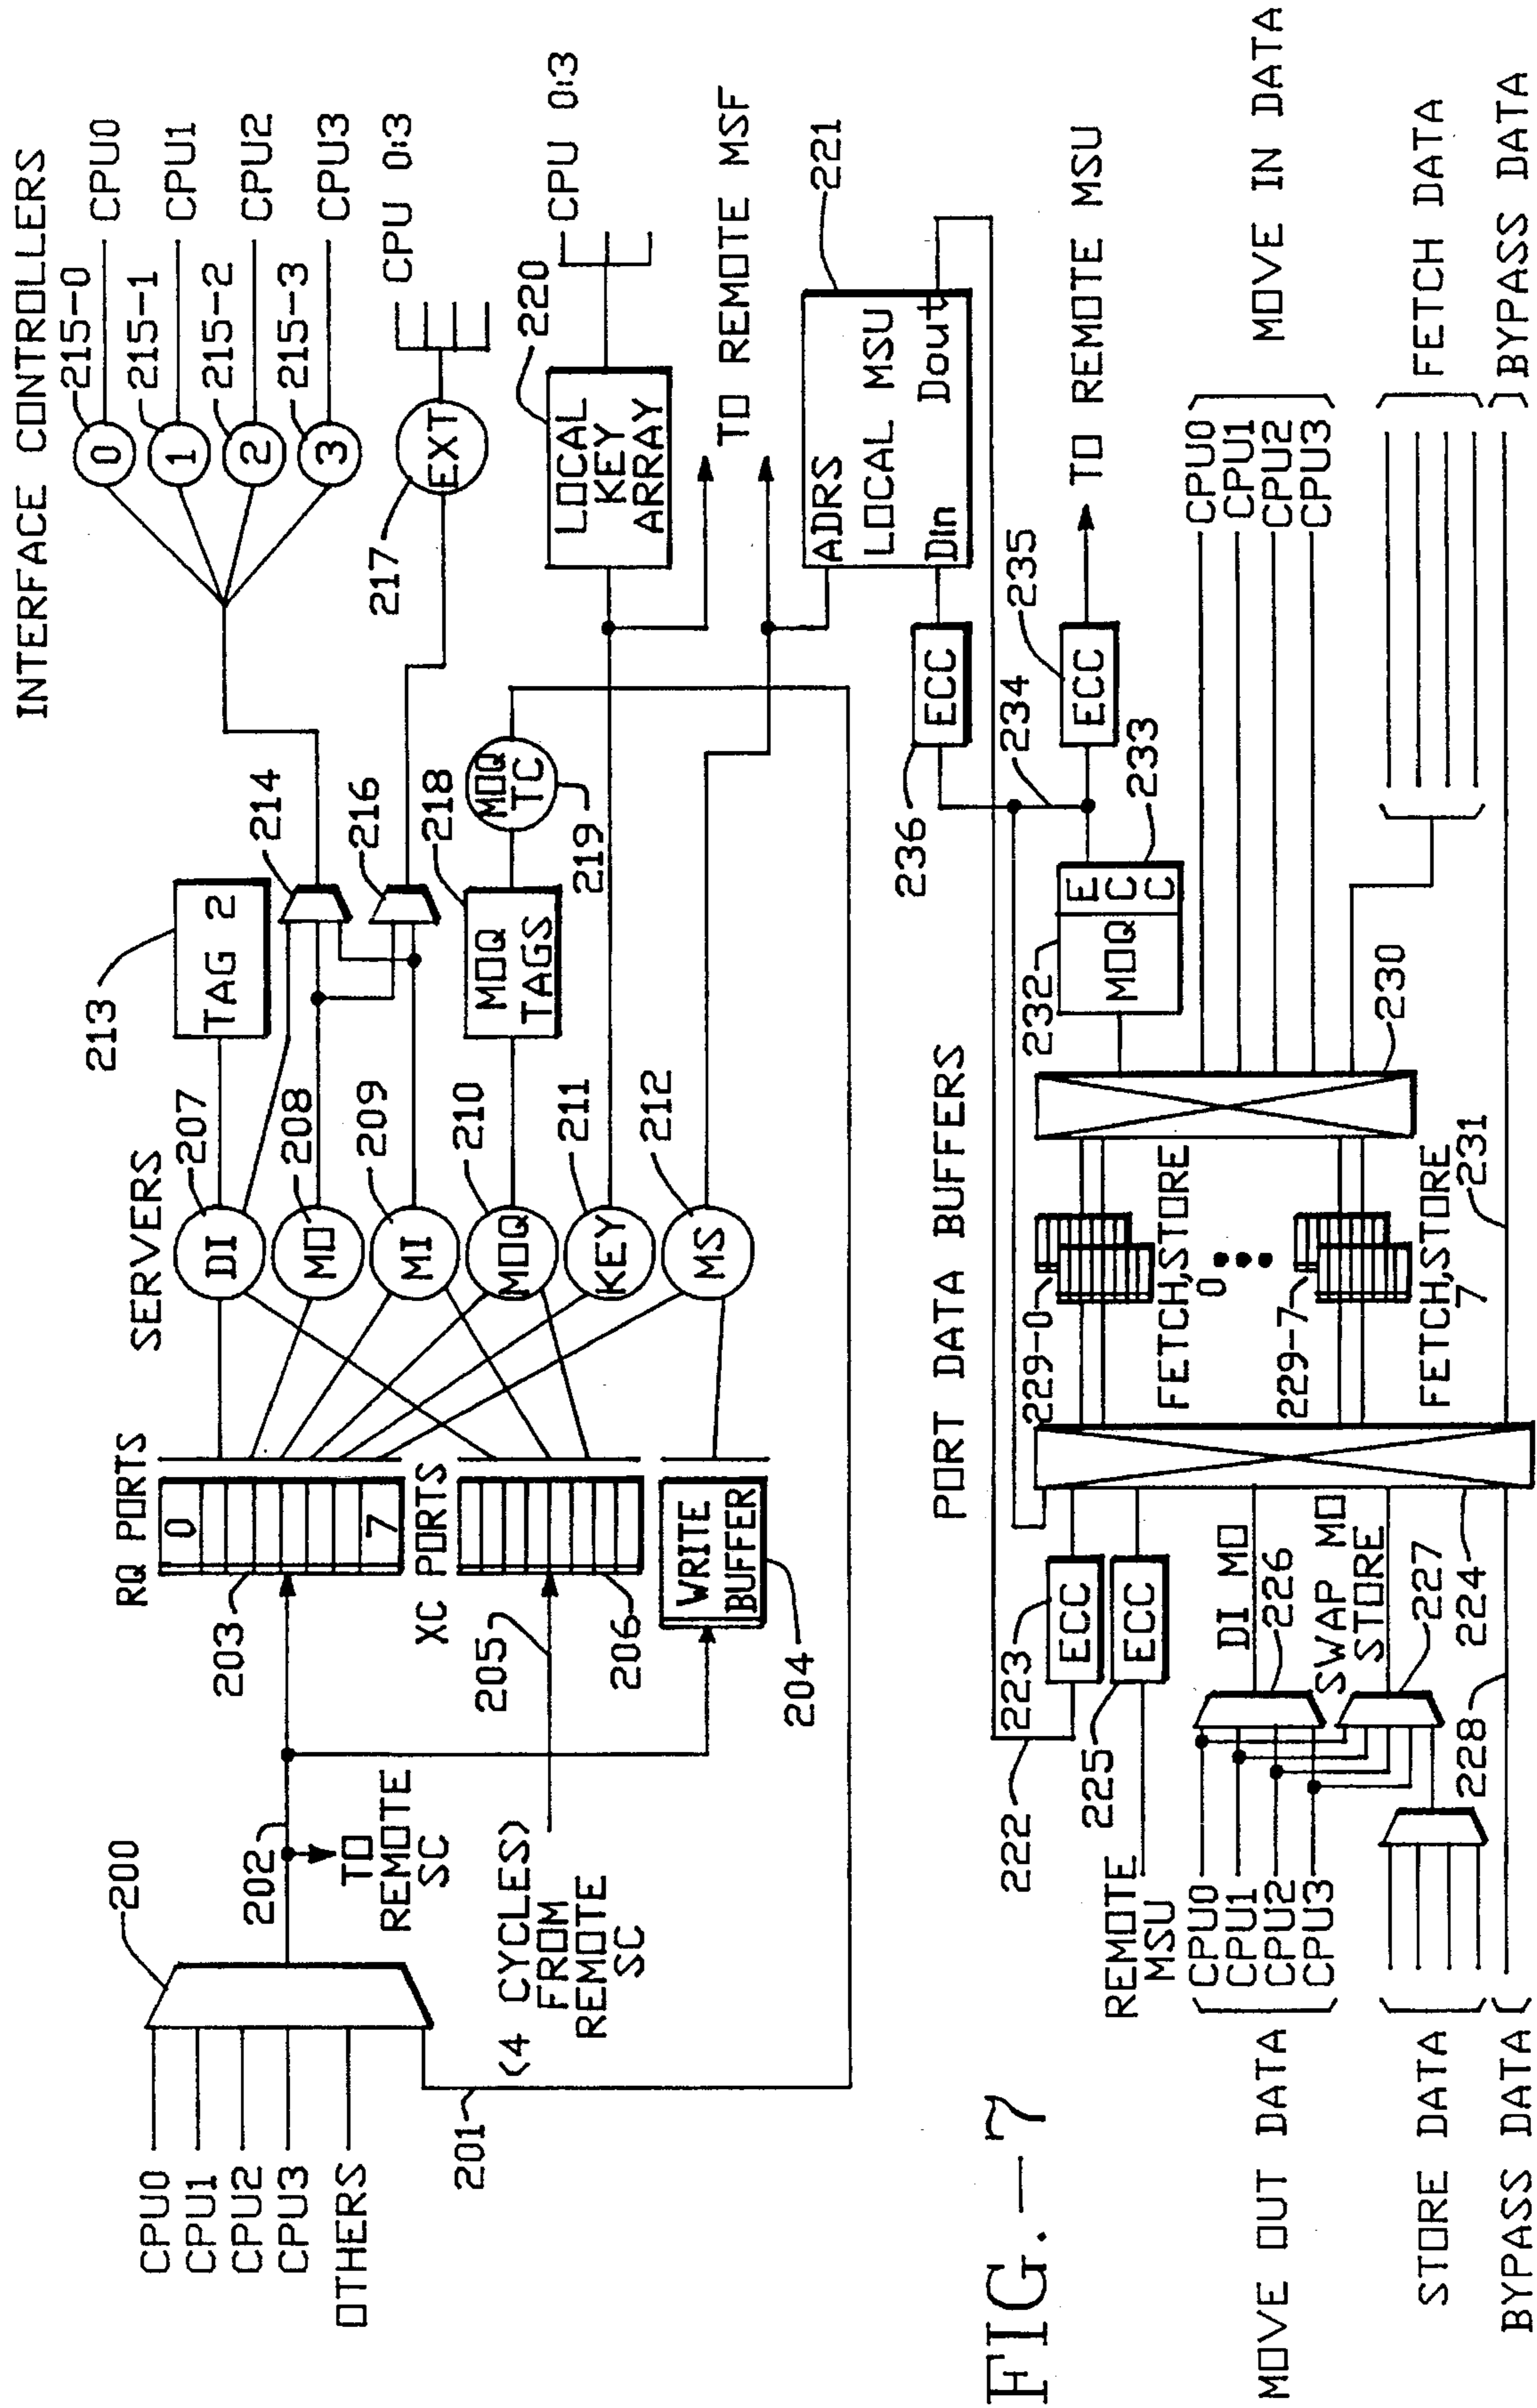 INTERFACE CONTROLLERS
SERVERS
RQ PORTS
CPU0
CPU1
CPU2
CPU3
OTHERS
200
201
202
TO
REMOTE
SC
203
0
7
XC PORTS
205
206
(4 CYCLES)
FROM
REMOTE
SC
WRITE
BUFFER
204
DI
207
MO
208
MI
209
MOQ
210
KEY
211
MS
212
213
TAG 2
214
216
218
MOQ
TAGS
MOQ
TC
219
0
215-0
CPU0
1
215-1
CPU1
2
215-2
CPU2
3
215-3
CPU3
217
EXT
CPU 0:3
LOCAL
KEY
ARRAY
220
CPU 0:3
TO REMOTE MSF
ADRS
LOCAL MSU
Din
Dout
221
ECC
236
PORT DATA BUFFERS
222
ECC
223
REMOTE
MSU
225
ECC
MOVE OUT DATA
CPU0
CPU1
CPU2
CPU3
DI MO
226
SWAP MO
STORE
227
STORE DATA
BYPASS DATA
228
224
229-0
FETCH,STORE
0
229-7
FETCH,STORE
7
231
230
232
MOQ
E
C
C
233
234
235
ECC
TO REMOTE MSU
CPU0
CPU1
CPU2
CPU3
MOVE IN DATA
FETCH DATA
BYPASS DATA
FIG.—7